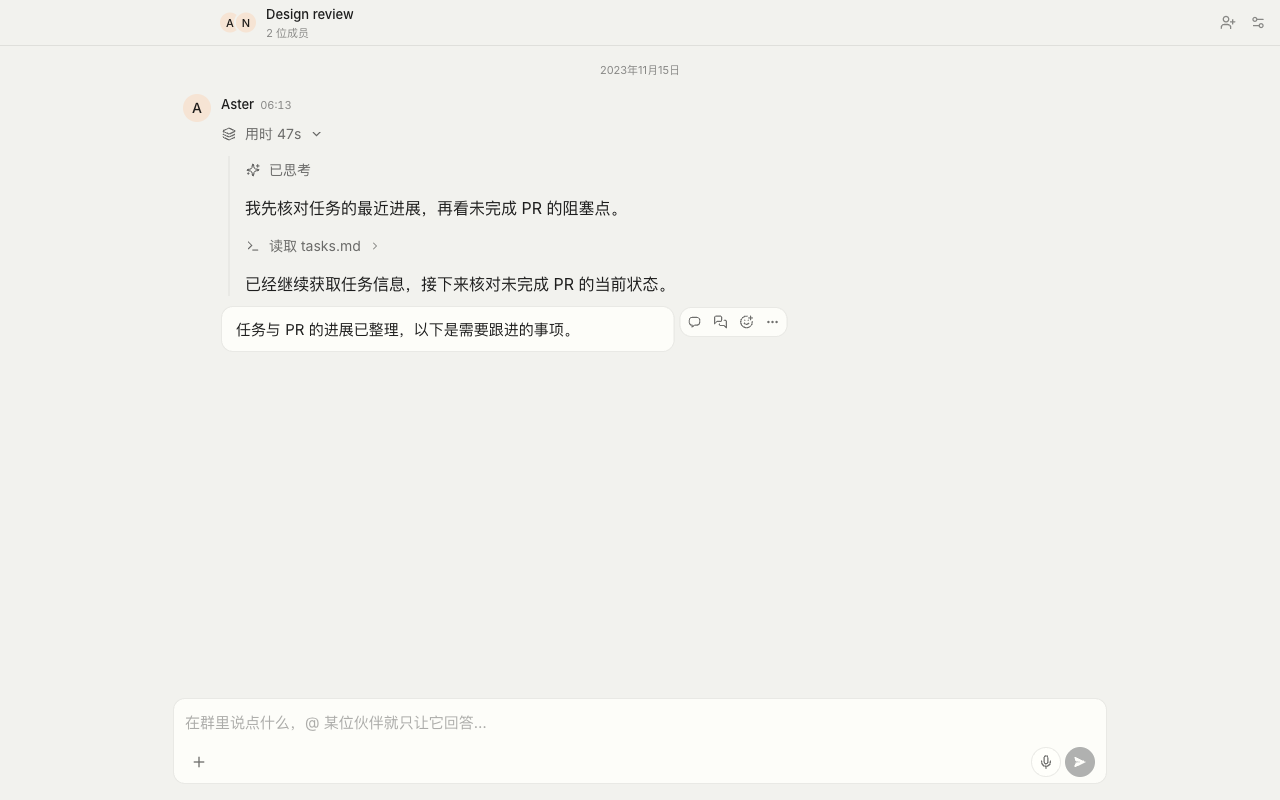 A N Design review
2 位成员
2023年11月15日
A Aster 06:13
用时 47s
已思考
我先核对任务的最近进展，再看未完成 PR 的阻塞点。
读取 tasks.md
已经继续获取任务信息，接下来核对未完成 PR 的当前状态。
任务与 PR 的进展已整理，以下是需要跟进的事项。
在群里说点什么，@ 某位伙伴就只让它回答...